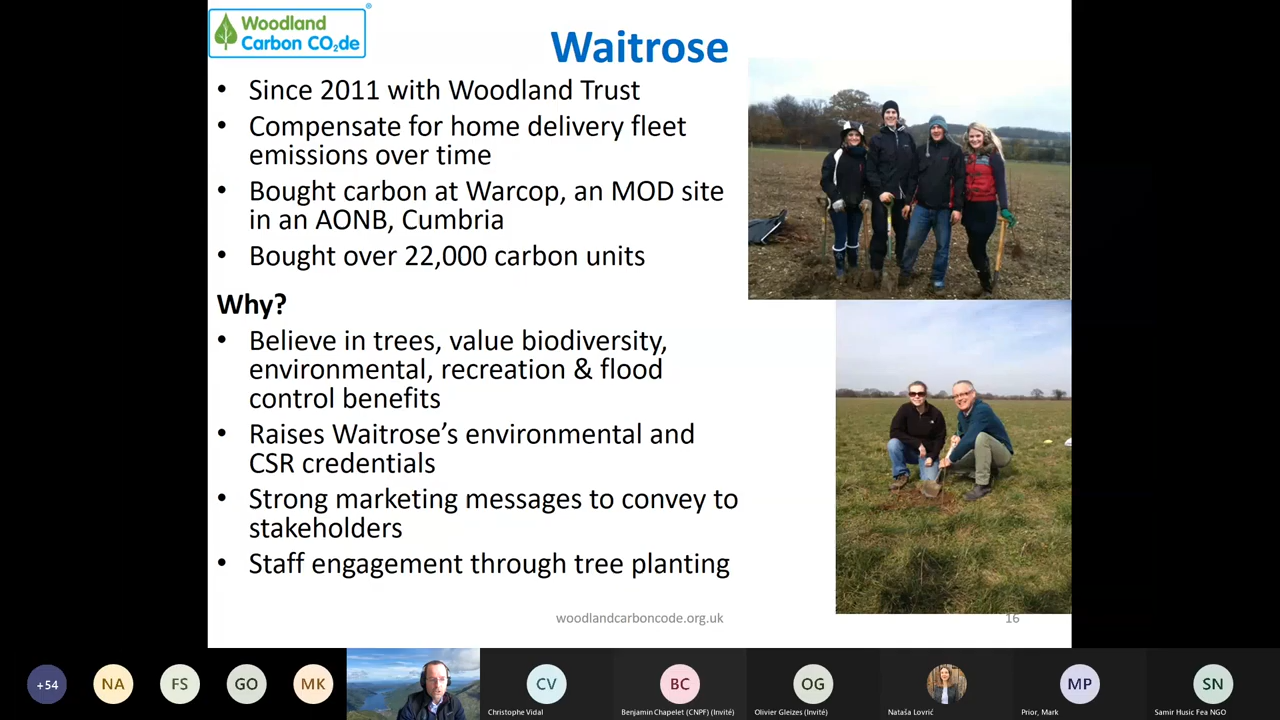 Woodland®
Carbon CO₂de
Waitrose
• Since 2011 with Woodland Trust
• Compensate for home delivery fleet
emissions over time
• Bought carbon at Warcop, an MOD site
in an AONB, Cumbria
• Bought over 22,000 carbon units
Why?
• Believe in trees, value biodiversity,
environmental, recreation & flood
control benefits
• Raises Waitrose’s environmental and
CSR credentials
• Strong marketing messages to convey to
stakeholders
• Staff engagement through tree planting
woodlandcarboncode.org.uk
16
+54
NA
FS
GO
MK
CV
BC
OG
MP
SN
Christophe Vidal
Benjamin Chapelet (CNPF) (Invité)
Olivier Gleizes (Invité)
Nataša Lovrić
Prior, Mark
Samir Husic Fea NGO